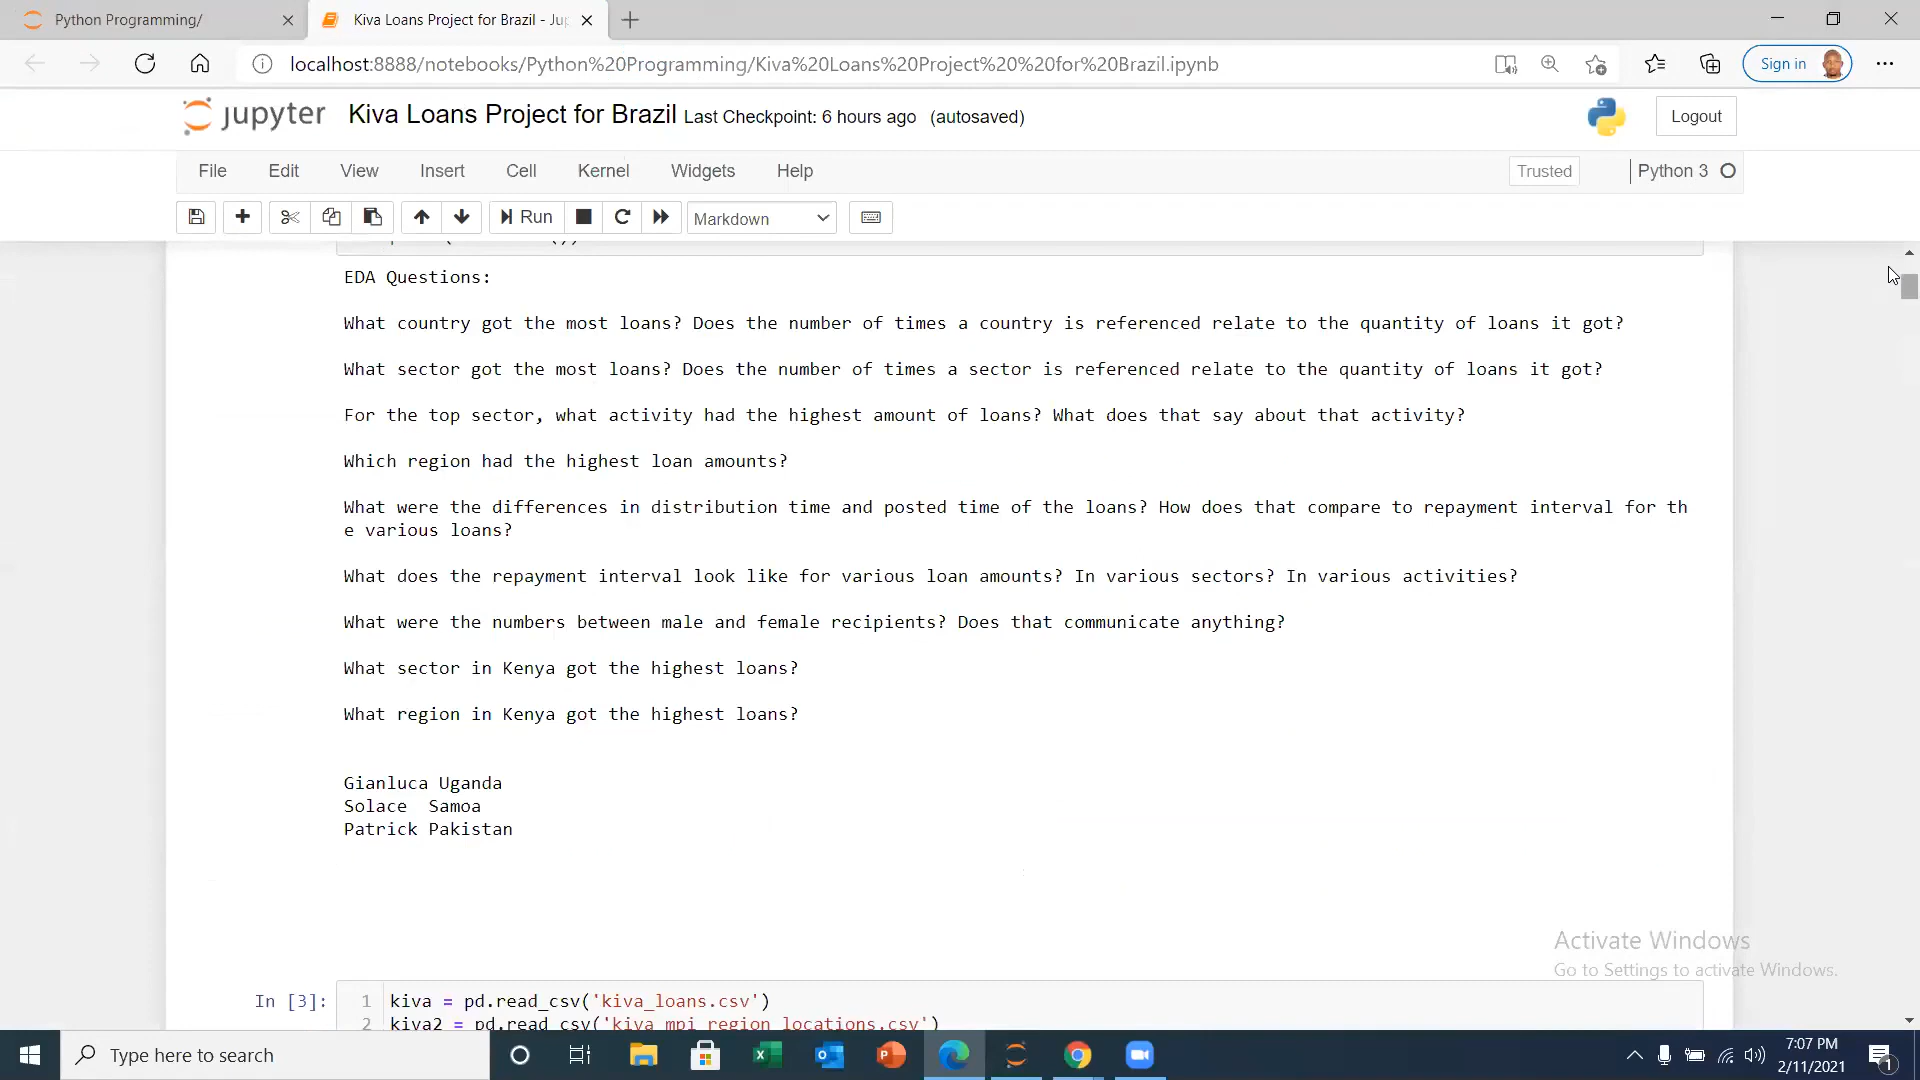 Python Programming/
Kiva Loans Project for Brazil - Ju
localhost:8888/notebooks/Python%20Programming/Kiva%20Loans%20Project%20%20for%20Brazil.ipynb
Sign in
jupyter Kiva Loans Project for Brazil Last Checkpoint: 6 hours ago (autosaved)
Logout
File Edit View Insert Cell Kernel Widgets Help
Trusted
Python 3
Run
Markdown
EDA Questions:
What country got the most loans? Does the number of times a country is referenced relate to the quantity of loans it got?
What sector got the most loans? Does the number of times a sector is referenced relate to the quantity of loans it got?
For the top sector, what activity had the highest amount of loans? What does that say about that activity?
Which region had the highest loan amounts?
What were the differences in distribution time and posted time of the loans? How does that compare to repayment interval for th
e various loans?
What does the repayment interval look like for various loan amounts? In various sectors? In various activities?
What were the numbers between male and female recipients? Does that communicate anything?
What sector in Kenya got the highest loans?
What region in Kenya got the highest loans?
Gianluca Uganda
Solace  Samoa
Patrick Pakistan
Activate Windows
Go to Settings to activate Windows.
In [3]:
1 kiva = pd.read_csv('kiva_loans.csv')
2 kiva2 = pd.read_csv('kiva_mpi_region_locations.csv')
Type here to search
7:07 PM
2/11/2021
1